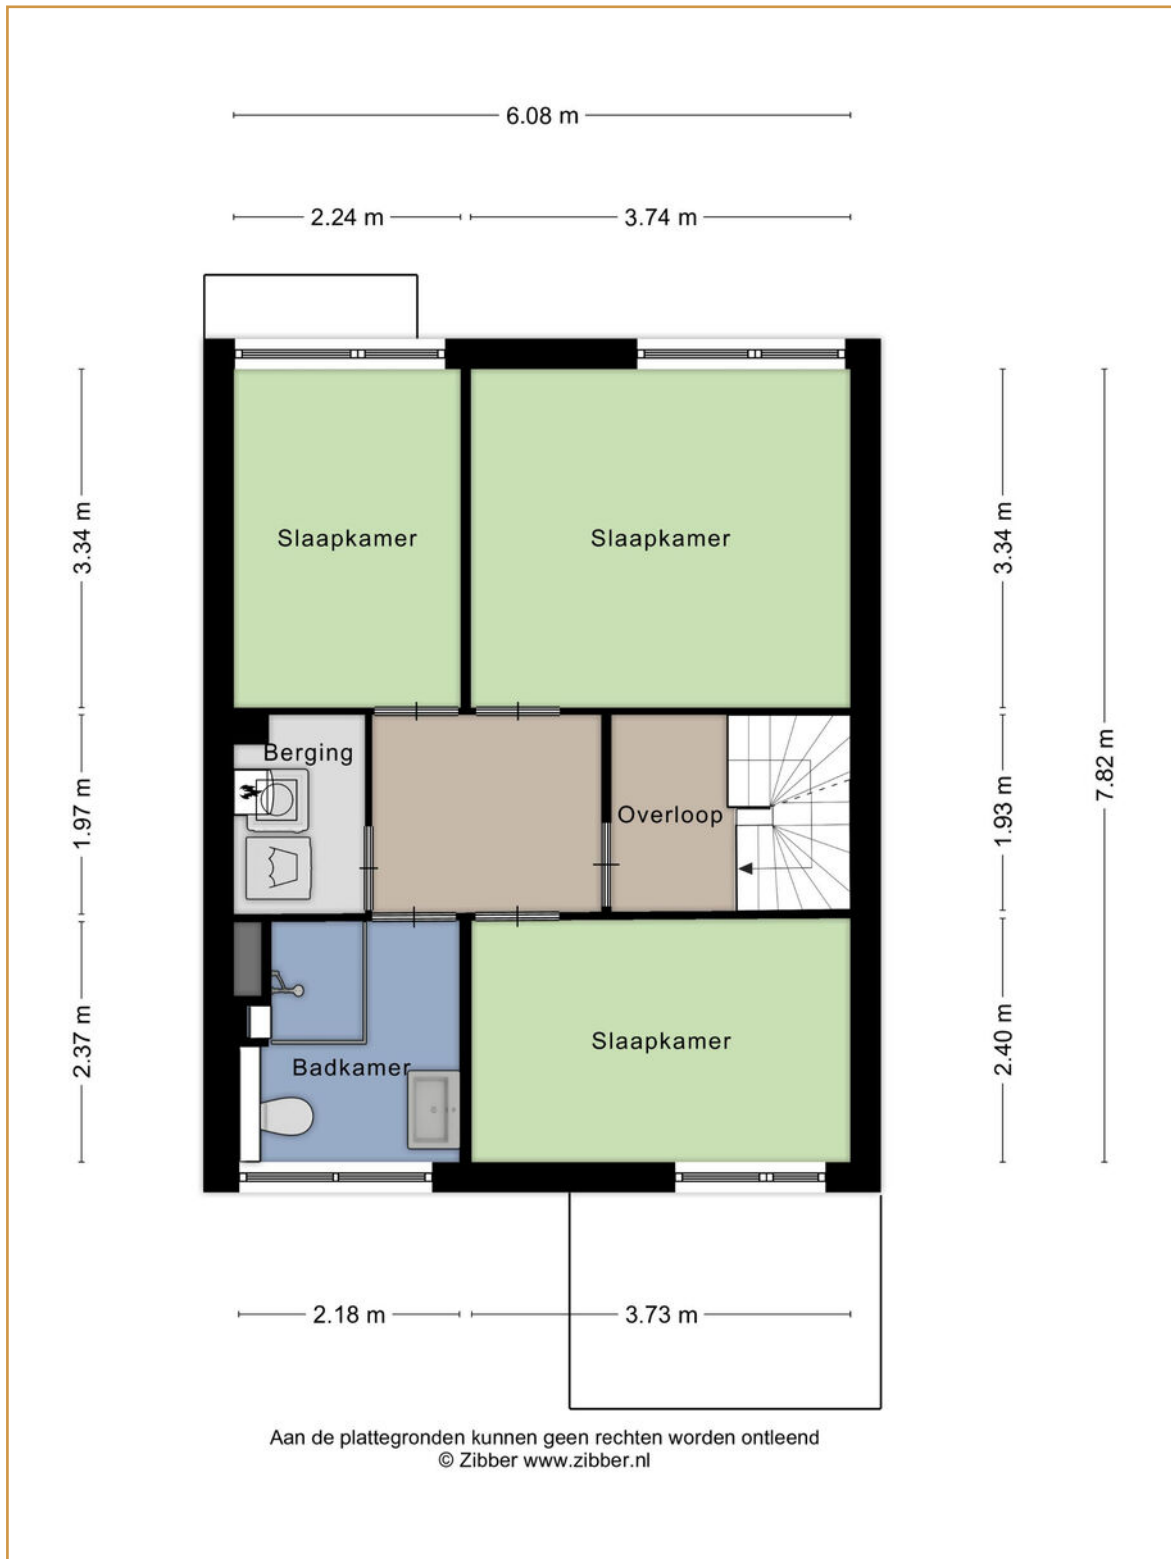 6.08 m
2.24 m
3.74 m
3.34 m
3.34 m
Slaapkamer
Slaapkamer
Berging
1.97 m
Overloop
1.93 m
7.82 m
2.37 m
Badkamer
Slaapkamer
2.40 m
2.18 m
3.73 m
Aan de plattegronden kunnen geen rechten worden ontleend
© Zibber www.zibber.nl